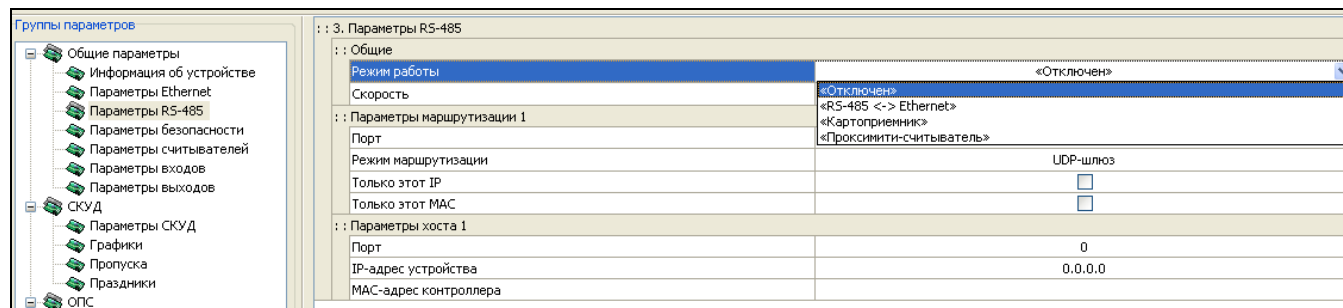 Группы параметров
Общие параметры
Информация об устройстве
Параметры Ethernet
Параметры RS-485
Параметры безопасности
Параметры считывателей
Параметры входов
Параметры выходов
СКУД
Параметры СКУД
Графики
Пропуска
Праздники
ОПС
: : 3. Параметры RS-485
: : Общие
Режим работы «Отключен»
Скорость
«Отключен»
«RS-485 <-> Ethernet»
«Картоприемник»
«Проксимити-считыватель»
: : Параметры маршрутизации 1
Порт
Режим маршрутизации UDP-шлюз
Только этот IP
Только этот MAC
: : Параметры хоста 1
Порт 0
IP-адрес устройства 0.0.0.0
MAC-адрес контроллера